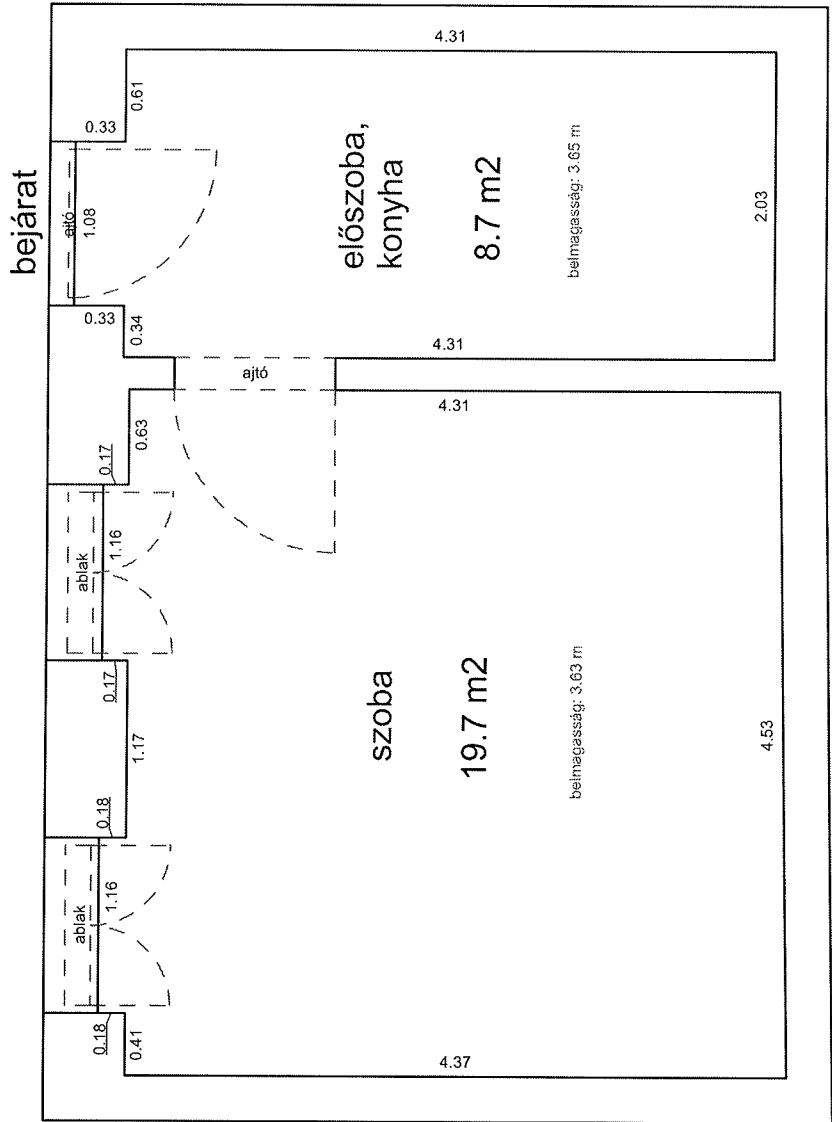 bejárat
4.31
0.61
0.33
ajtó
1.08
0.33
0.34
előszoba,
konyha
8.7 m2
belmagasság: 3.65 m
2.03
4.31
ajtó
4.31
0.63
0.17
1.16
ablak
0.17
1.17
0.18
1.16
ablak
0.18
0.41
szoba
19.7 m2
belmagasság: 3.63 m
4.53
4.37